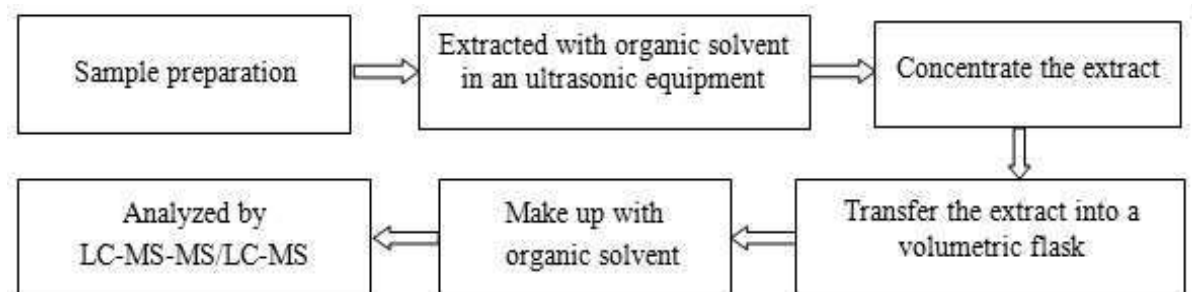 Sample preparation
Extracted with organic solvent
in an ultrasonic equipment
Concentrate the extract
Transfer the extract into a
volumetric flask
Make up with
organic solvent
Analyzed by
LC-MS-MS/LC-MS